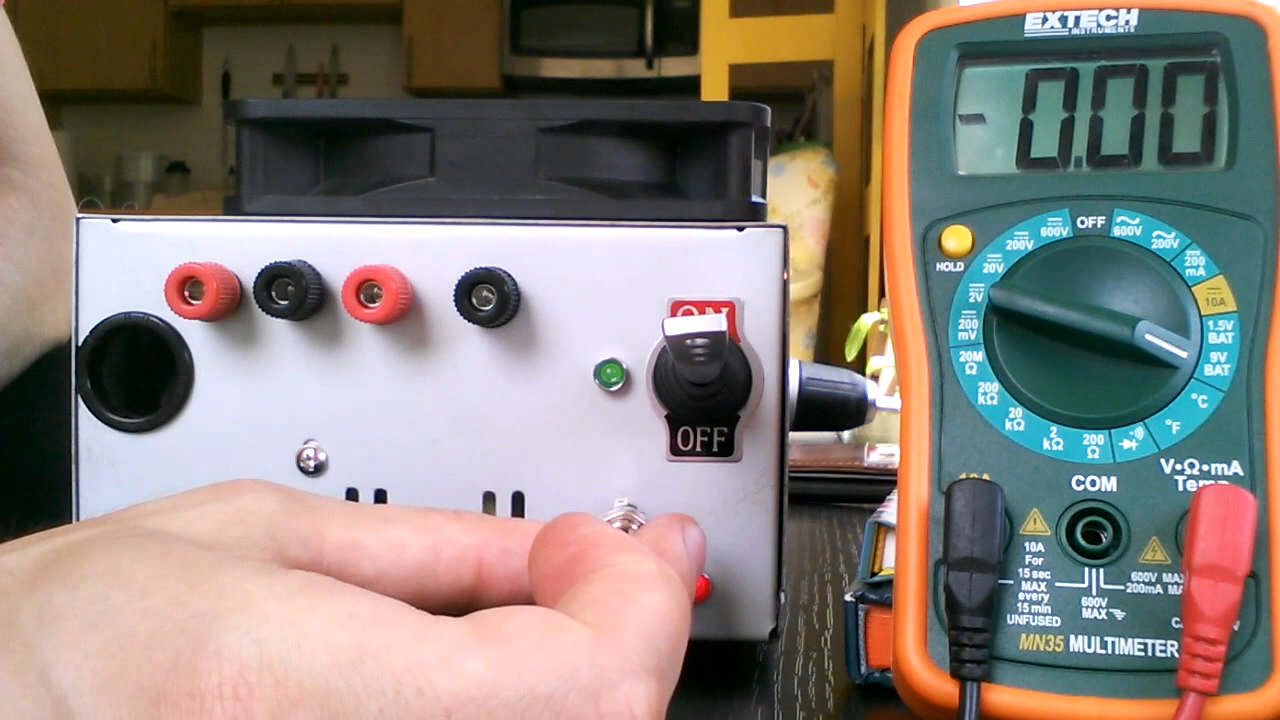 EXTECH
INSTRUMENTS
- 0.00
HOLD
OFF
600V
200V
20V
2V
200
mV
20M
Ω
200
kΩ
20
kΩ
2
kΩ
200
Ω
°F
°C
9V
BAT
1.5V
BAT
10A
200
mA
200V
600V
ON
OFF
10A
COM
V•Ω•mA
Temp
10A
For
15 sec
MAX
every
15 min
UNFUSED
600V
MAX
600V MAX
200mA
MN35 MULTIMETER